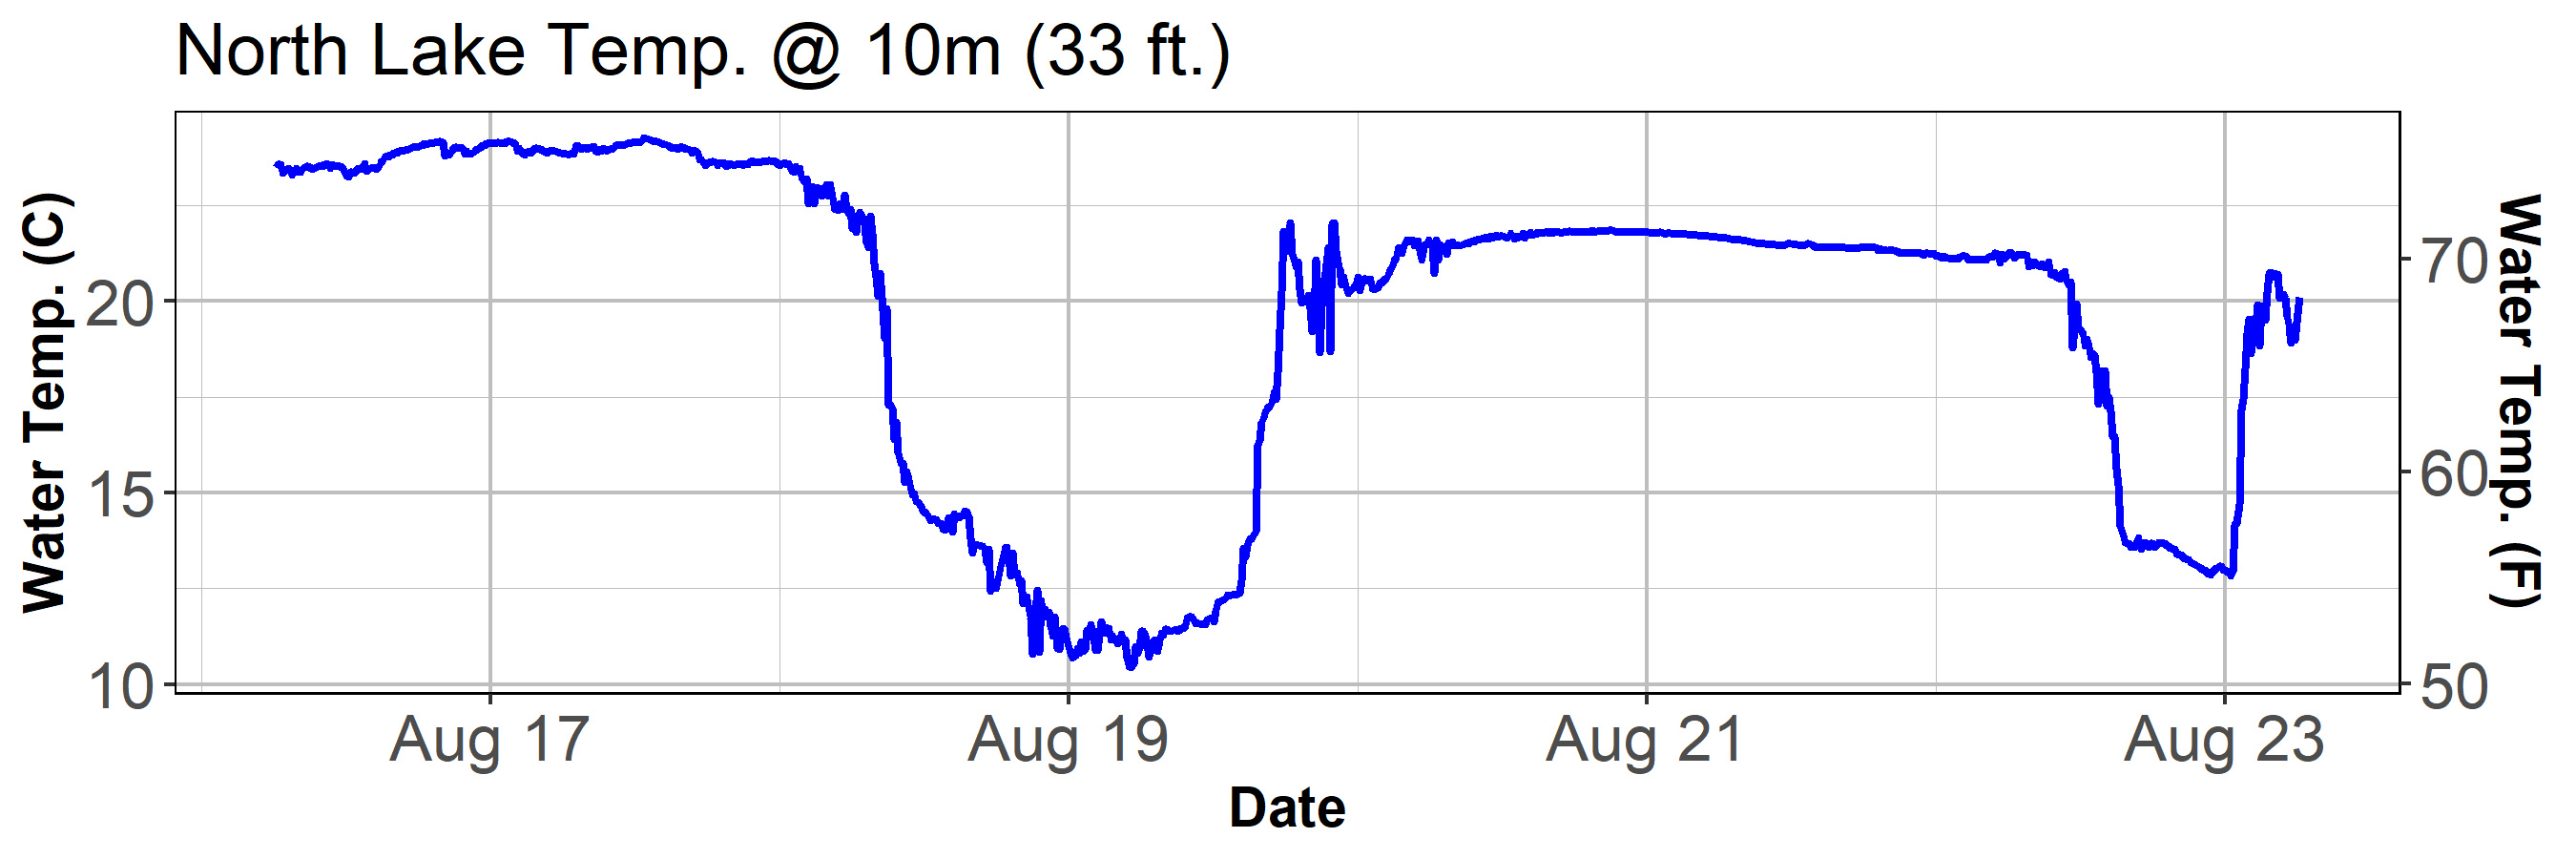 North Lake Temp. @ 10m (33 ft.)
Water Temp. (C)
20
15
10
70
60
50
Water Temp. (F)
Aug 17 Aug 19 Aug 21 Aug 23
Date